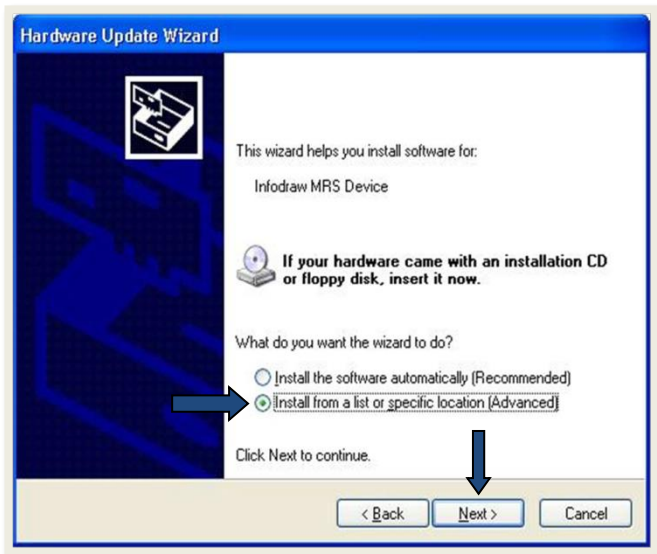 Hardware Update Wizard
This wizard helps you install software for:
Infodraw MRS Device
If your hardware came with an installation CD
or floppy disk, insert it now.
What do you want the wizard to do?
Install the software automatically (Recommended)
Install from a list or specific location (Advanced)
Click Next to continue.
< Back Next > Cancel